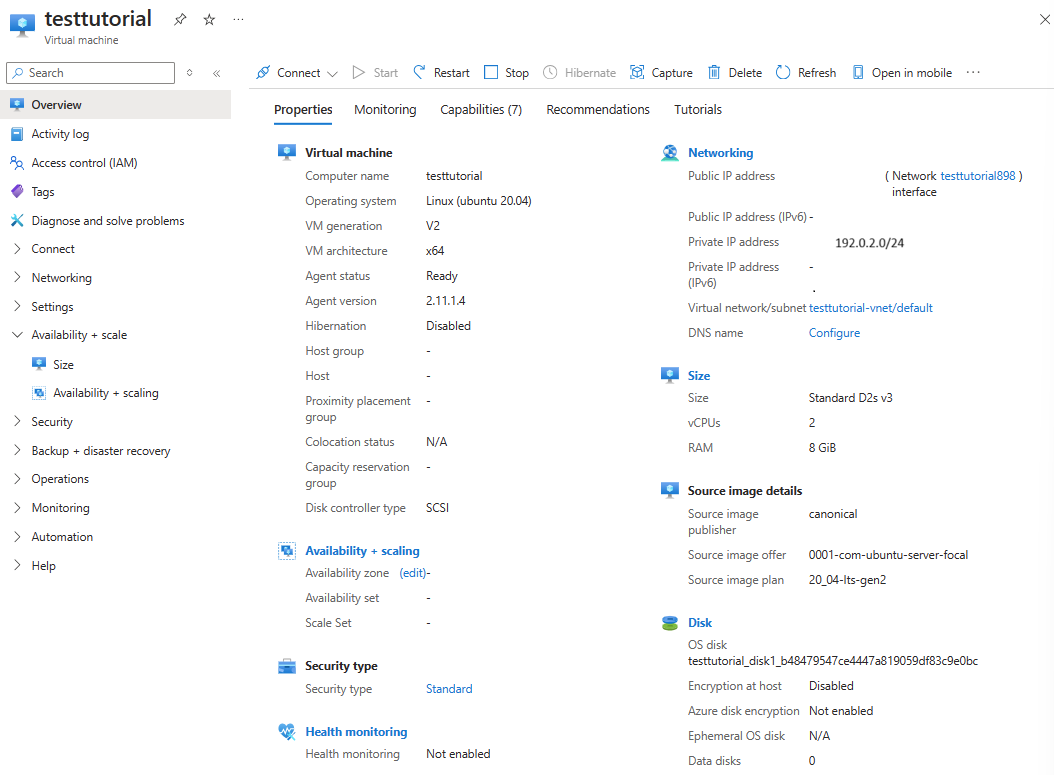 testtutorial
Virtual machine
Search
Connect
Start
Restart
Stop
Hibernate
Capture
Delete
Refresh
Open in mobile
Overview
Activity log
Access control (IAM)
Tags
Diagnose and solve problems
Connect
Networking
Settings
Availability + scale
Size
Availability + scaling
Security
Backup + disaster recovery
Operations
Monitoring
Automation
Help
Properties
Monitoring
Capabilities (7)
Recommendations
Tutorials
Virtual machine
Computer name testtutorial
Operating system Linux (ubuntu 20.04)
VM generation V2
VM architecture x64
Agent status Ready
Agent version 2.11.1.4
Hibernation Disabled
Host group -
Host -
Proximity placement -
group
Colocation status N/A
Capacity reservation -
group
Disk controller type SCSI
Availability + scaling
Availability zone (edit) -
Availability set -
Scale Set -
Security type
Security type Standard
Health monitoring
Health monitoring Not enabled
Networking
Public IP address ( Network testtutorial898 )
interface
Public IP address (IPv6) -
Private IP address 192.0.2.0/24
Private IP address -
(IPv6)
Virtual network/subnet testtutorial-vnet/default
DNS name Configure
Size
Size Standard D2s v3
vCPUs 2
RAM 8 GiB
Source image details
Source image canonical
publisher
Source image offer 0001-com-ubuntu-server-focal
Source image plan 20_04-lts-gen2
Disk
OS disk
testtutorial_disk1_b48479547ce4447a819059df83c9e0bc
Encryption at host Disabled
Azure disk encryption Not enabled
Ephemeral OS disk N/A
Data disks 0